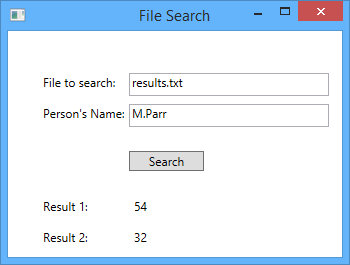 File Search
File to search: results.txt
Person's Name: M.Parr
Search
Result 1: 54
Result 2: 32